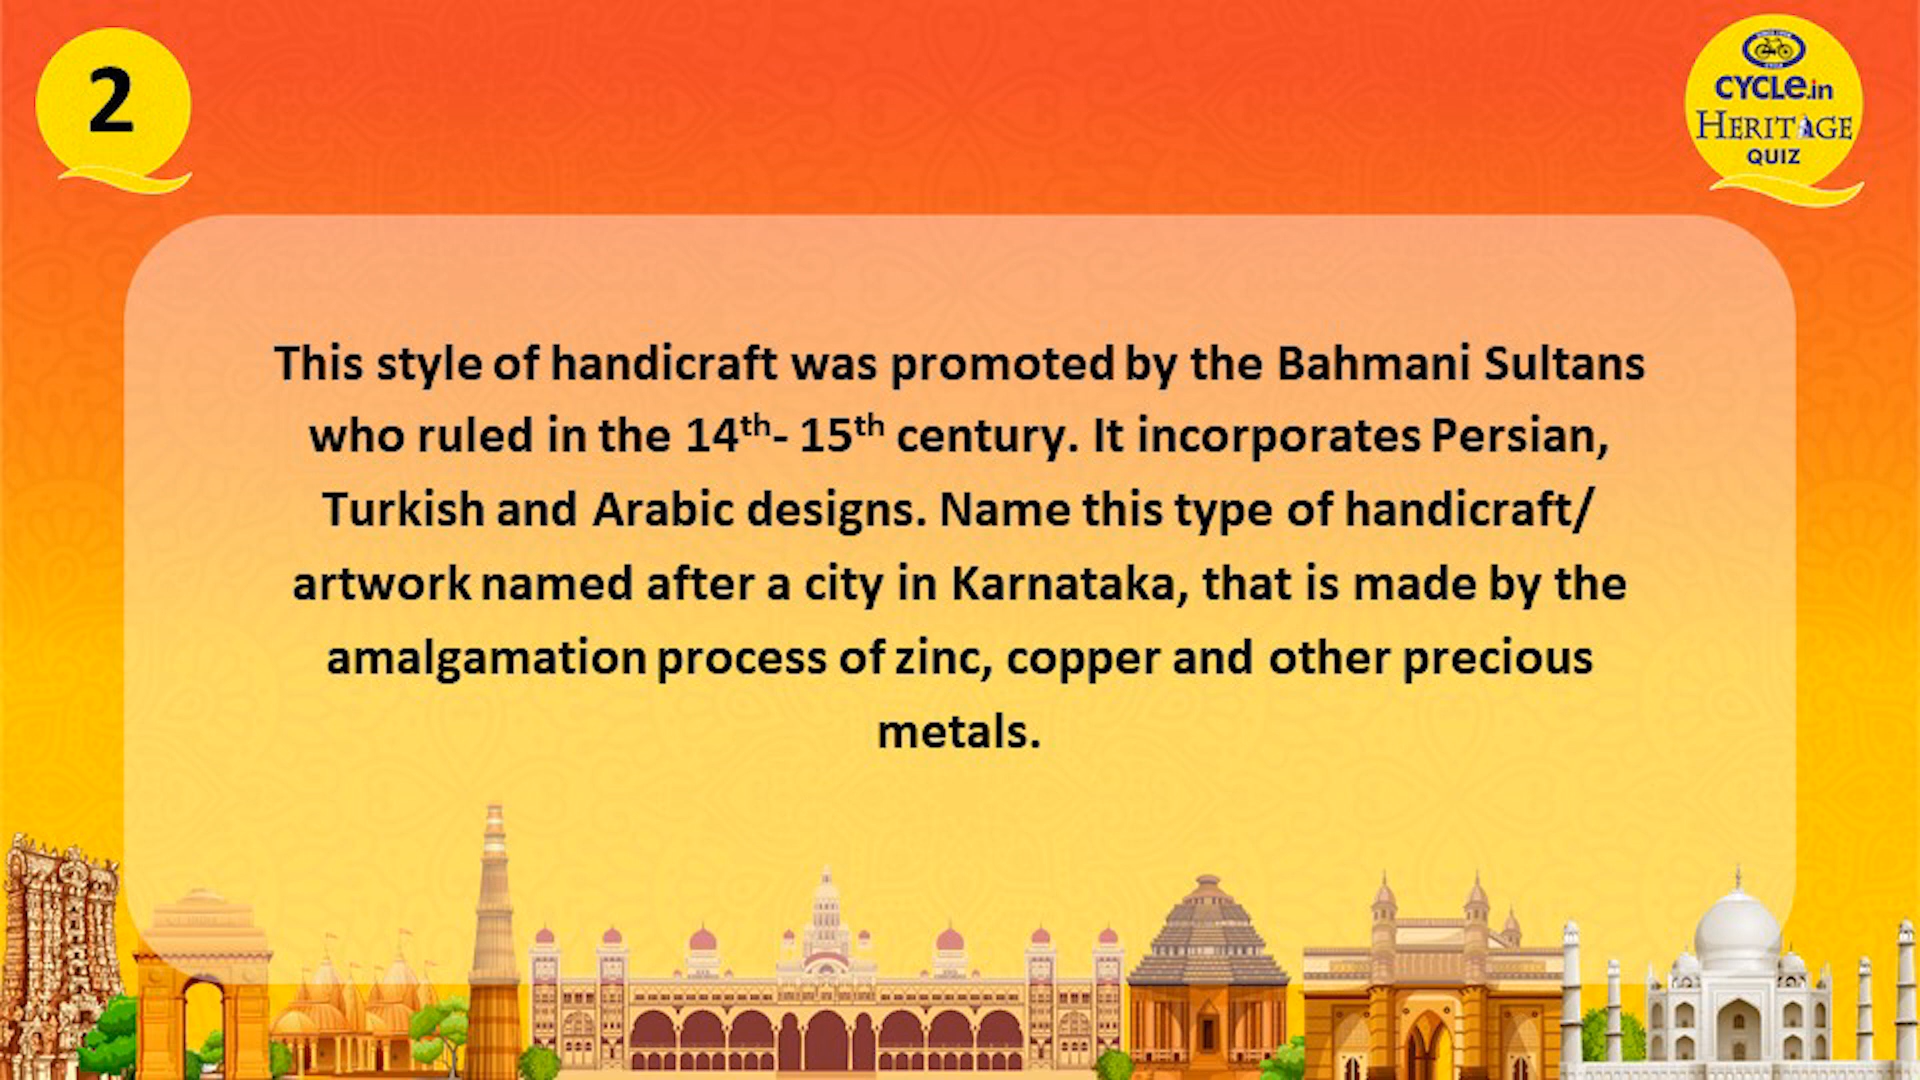 2
CYCLE.in
HERITAGE
QUIZ
This style of handicraft was promoted by the Bahmani Sultans
who ruled in the 14th- 15th century. It incorporates Persian,
Turkish and Arabic designs. Name this type of handicraft/
artwork named after a city in Karnataka, that is made by the
amalgamation process of zinc, copper and other precious
metals.